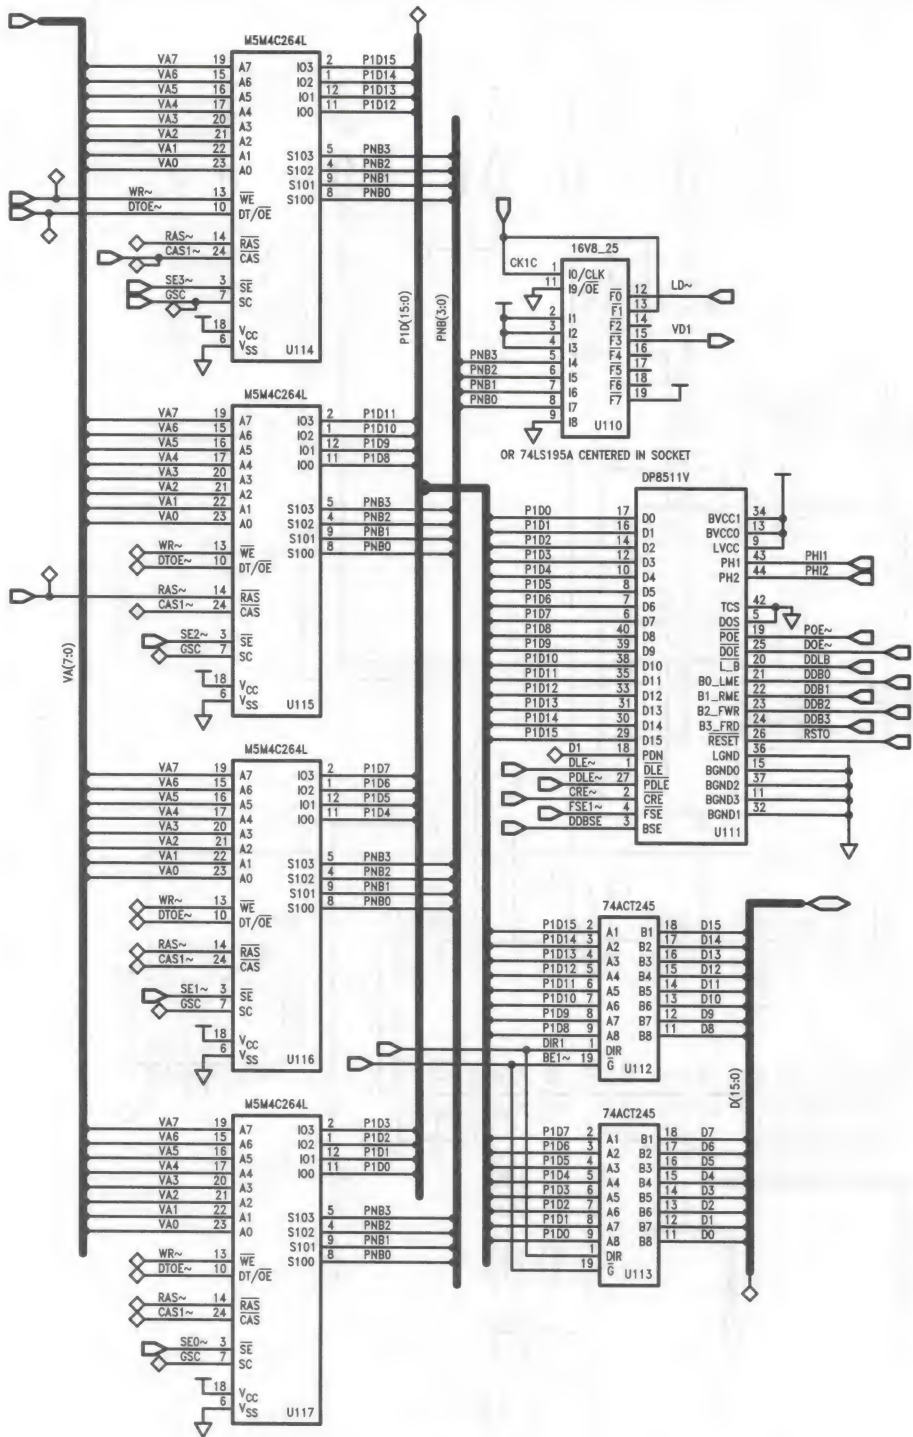 M5M4C264L
VA7 19 A7 IO3 2 P1D15
VA6 15 A6 IO2 1 P1D14
VA5 16 A5 IO1 12 P1D13
VA4 17 A4 IO0 11 P1D12
VA3 20 A3
VA2 21 A2
VA1 22 A1 S103 5 PNB3
VA0 23 A0 S102 4 PNB2
S101 9 PNB1
S100 8 PNB0
WR~ 13 WE
DTOE~ 10 DT/OE
RAS~ 14 RAS
CAS1~ 24 CAS
SE3~ 3 SE
GSC 7 SC
18 VCC
6 VSS
U114
M5M4C264L
VA7 19 A7 IO3 2 P1D11
VA6 15 A6 IO2 1 P1D10
VA5 16 A5 IO1 12 P1D9
VA4 17 A4 IO0 11 P1D8
VA3 20 A3
VA2 21 A2
VA1 22 A1 S103 5 PNB3
VA0 23 A0 S102 4 PNB2
S101 9 PNB1
S100 8 PNB0
WR~ 13 WE
DTOE~ 10 DT/OE
RAS~ 14 RAS
CAS1~ 24 CAS
SE2~ 3 SE
GSC 7 SC
18 VCC
6 VSS
U115
M5M4C264L
VA7 19 A7 IO3 2 P1D7
VA6 15 A6 IO2 1 P1D6
VA5 16 A5 IO1 12 P1D5
VA4 17 A4 IO0 11 P1D4
VA3 20 A3
VA2 21 A2
VA1 22 A1 S103 5 PNB3
VA0 23 A0 S102 4 PNB2
S101 9 PNB1
S100 8 PNB0
WR~ 13 WE
DTOE~ 10 DT/OE
RAS~ 14 RAS
CAS1~ 24 CAS
SE1~ 3 SE
GSC 7 SC
18 VCC
6 VSS
U116
M5M4C264L
VA7 19 A7 IO3 2 P1D3
VA6 15 A6 IO2 1 P1D2
VA5 16 A5 IO1 12 P1D1
VA4 17 A4 IO0 11 P1D0
VA3 20 A3
VA2 21 A2
VA1 22 A1 S103 5 PNB3
VA0 23 A0 S102 4 PNB2
S101 9 PNB1
S100 8 PNB0
WR~ 13 WE
DTOE~ 10 DT/OE
RAS~ 14 RAS
CAS1~ 24 CAS
SE0~ 3 SE
GSC 7 SC
18 VCC
6 VSS
U117
VA(7:0)
P1D(15:0)
PNB(3:0)
16V8_25
CK1C 1 I0/CLK
11 I9/OE
F0 12 LD~
F1 13
2 I1 F2 14
3 I2 F3 15 VD1
4 I3 F4 16
PNB3 5 I4 F5 17
PNB2 6 I5 F6 18
PNB1 7 I6 F7 19
PNB0 8 I7
9 I8
U110
OR 74LS195A CENTERED IN SOCKET
DP8511V
P1D0 17 D0 BVCC1 34
P1D1 16 D1 BVCC0 13
P1D2 14 D2 LVCC 9
P1D3 12 D3 PH1 43 PHI1
P1D4 10 D4 PH2 44 PHI2
P1D5 8 D5
P1D6 7 D6 TCS 42
P1D7 6 D7 DOS 5
P1D8 40 D8 POE 19 POE~
P1D9 39 D9 DOE 25 DOE~
P1D10 38 D10 L_B 20 DDLB
P1D11 35 D11 B0_LME 21 DDB0
P1D12 33 D12 B1_RME 22 DDB1
P1D13 31 D13 B2_FWR 23 DDB2
P1D14 30 D14 B3_FRD 24 DDB3
P1D15 29 D15 RESET 26 RST0
D1 18 PDN LGND 36
DLE~ 1 DLE BGND0 15
PDLE~ 27 PDLE BGND2 37
CRE~ 2 CRE BGND3 11
FSE1~ 4 FSE BGND1 32
DDBSE 3 BSE
U111
74ACT245
P1D15 2 A1 B1 18 D15
P1D14 3 A2 B2 17 D14
P1D13 4 A3 B3 16 D13
P1D12 5 A4 B4 15 D12
P1D11 6 A5 B5 14 D11
P1D10 7 A6 B6 13 D10
P1D9 8 A7 B7 12 D9
P1D8 9 A8 B8 11 D8
DIR1 1 DIR
BE1~ 19 G
U112
74ACT245
P1D7 2 A1 B1 18 D7
P1D6 3 A2 B2 17 D6
P1D5 4 A3 B3 16 D5
P1D4 5 A4 B4 15 D4
P1D3 6 A5 B5 14 D3
P1D2 7 A6 B6 13 D2
P1D1 8 A7 B7 12 D1
P1D0 9 A8 B8 11 D0
1 DIR
19 G
U113
D(15:0)